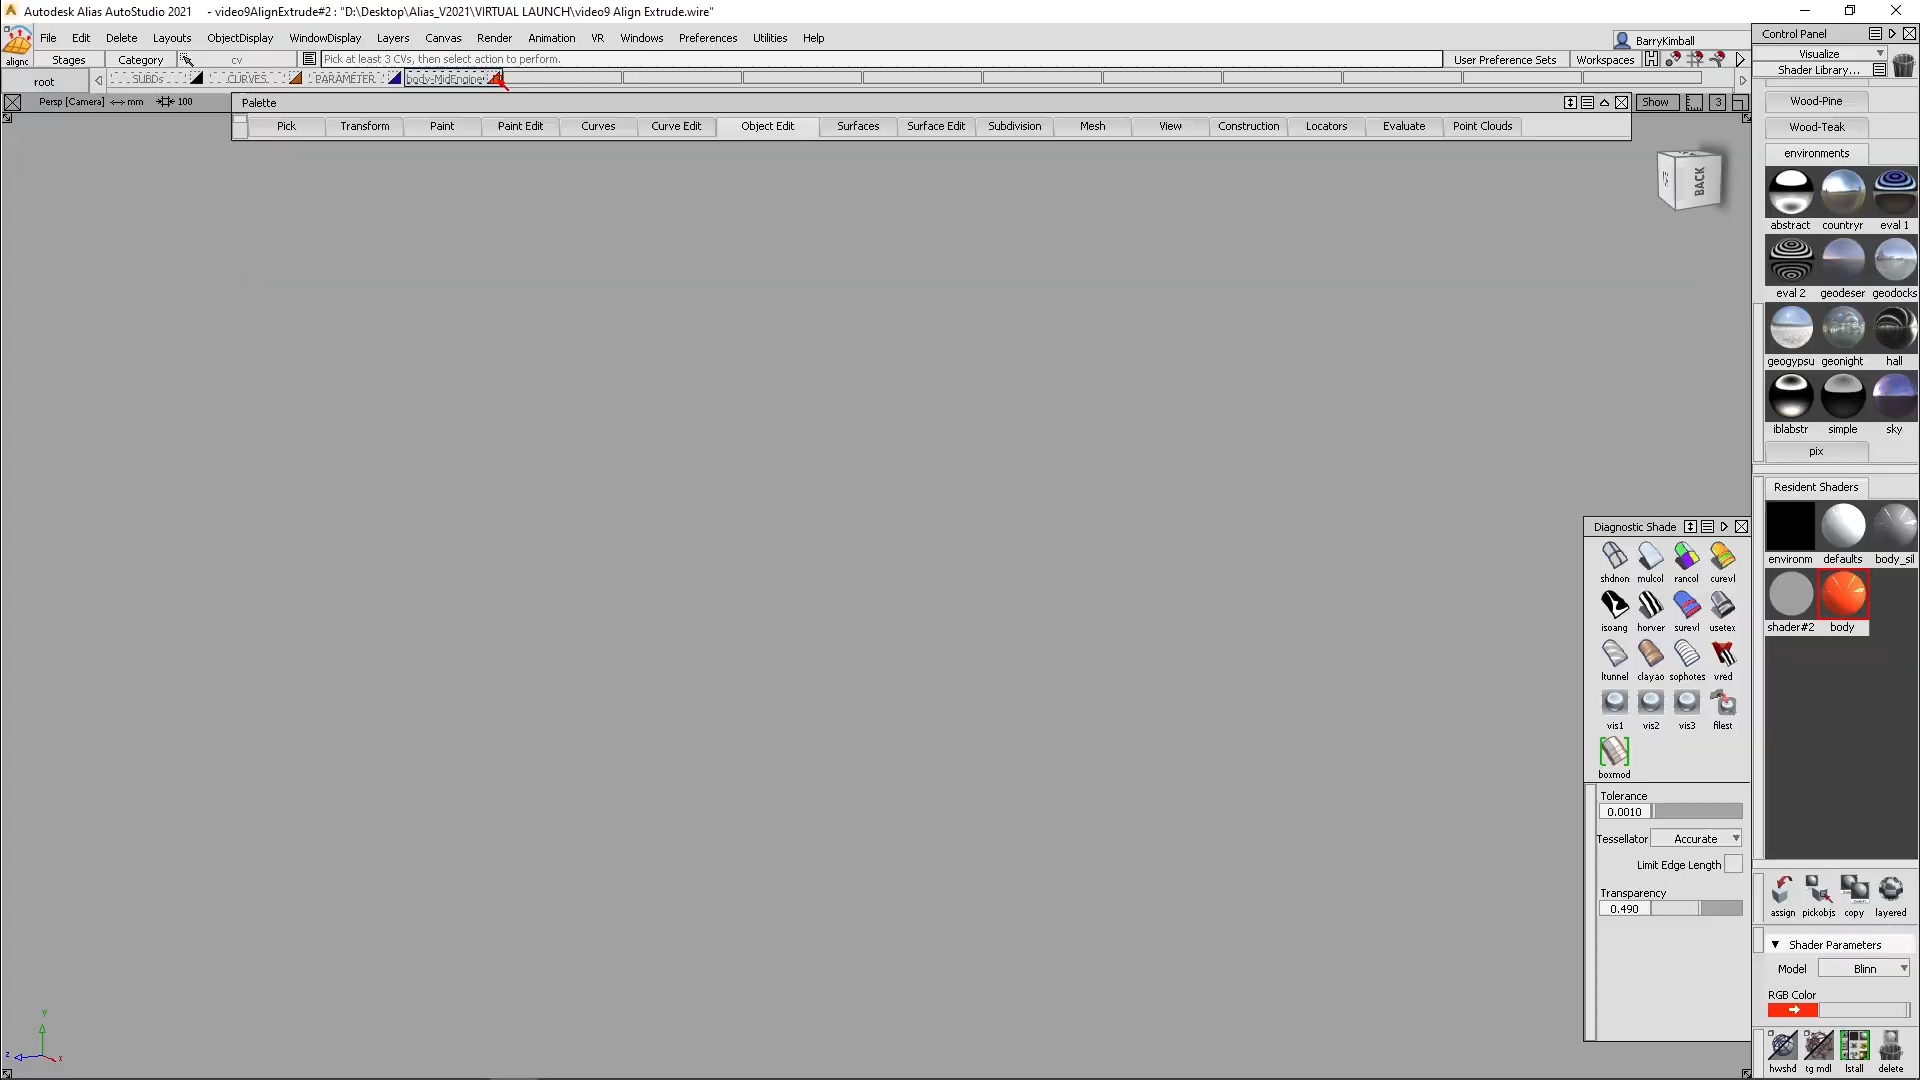 Autodesk Alias AutoStudio 2021 - video9AlignExtrude#2 : "D:\Desktop\Alias_V2021\VIRTUAL LAUNCH\video9 Align Extrude.wire"
File Edit Delete Layouts ObjectDisplay WindowDisplay Layers Canvas Render Animation VR Windows Preferences Utilities Help
BarryKimball
alignc Stages Category cv Pick at least 3 CVs, then select action to perform. User Preference Sets Workspaces
root SUBDs CURVES PARAMETER body-MidEngine
Persp [Camera] mm 100
Palette
Show 3
Pick Transform Paint Paint Edit Curves Curve Edit Object Edit Surfaces Surface Edit Subdivision Mesh View Construction Locators Evaluate Point Clouds
BACK
Control Panel
Visualize
Shader Library...
Wood-Pine
Wood-Teak
environments
abstract countryr eval 1
eval 2 geodeser geodocks
geogypsu geonight hall
iblabstr simple sky
pix
Resident Shaders
environm defaults body_sil
shader#2 body
Diagnostic Shade
shdnon mulcol rancol curevl
isoang horver surevl usetex
ltunnel clayao sophotes vred
vis1 vis2 vis3 filest
boxmod
Tolerance
0.0010
Tessellator Accurate
Limit Edge Length
Transparency
0.490
assign pickobjs copy layered
Shader Parameters
Model Blinn
RGB Color
hwshd tg mdl lstall delete
y
z x